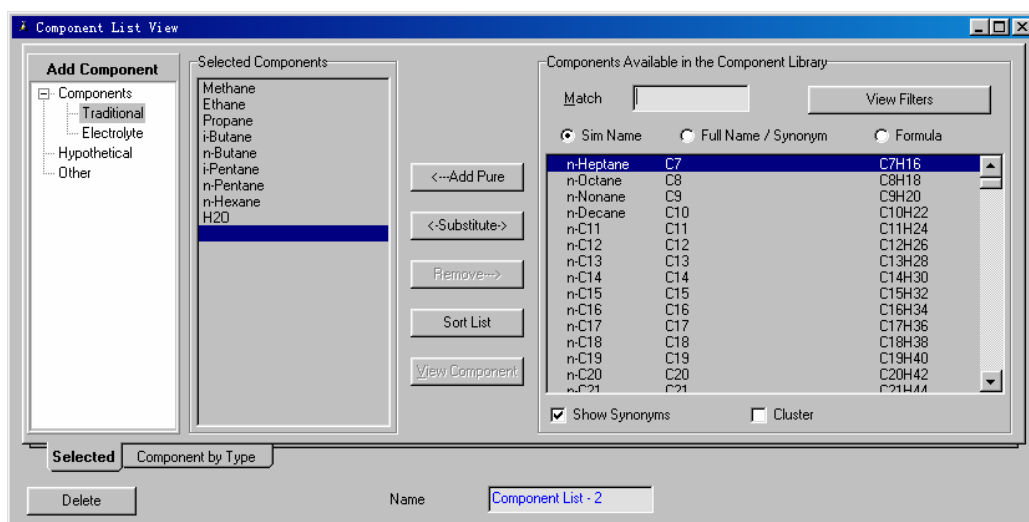 Component List View
Add Component
Components
Traditional
Electrolyte
Hypothetical
Other
Selected Components
Methane
Ethane
Propane
i-Butane
n-Butane
i-Pentane
n-Pentane
n-Hexane
H2O
<---Add Pure
<-Substitute->
Remove--->
Sort List
View Component
Components Available in the Component Library
Match
View Filters
Sim Name Full Name / Synonym Formula
n-Heptane C7 C7H16
n-Octane C8 C8H18
n-Nonane C9 C9H20
n-Decane C10 C10H22
n-C11 C11 C11H24
n-C12 C12 C12H26
n-C13 C13 C13H28
n-C14 C14 C14H30
n-C15 C15 C15H32
n-C16 C16 C16H34
n-C17 C17 C17H36
n-C18 C18 C18H38
n-C19 C19 C19H40
n-C20 C20 C20H42
n-C21 C21 C21H44
Show Synonyms Cluster
Selected Component by Type
Delete Name Component List - 2